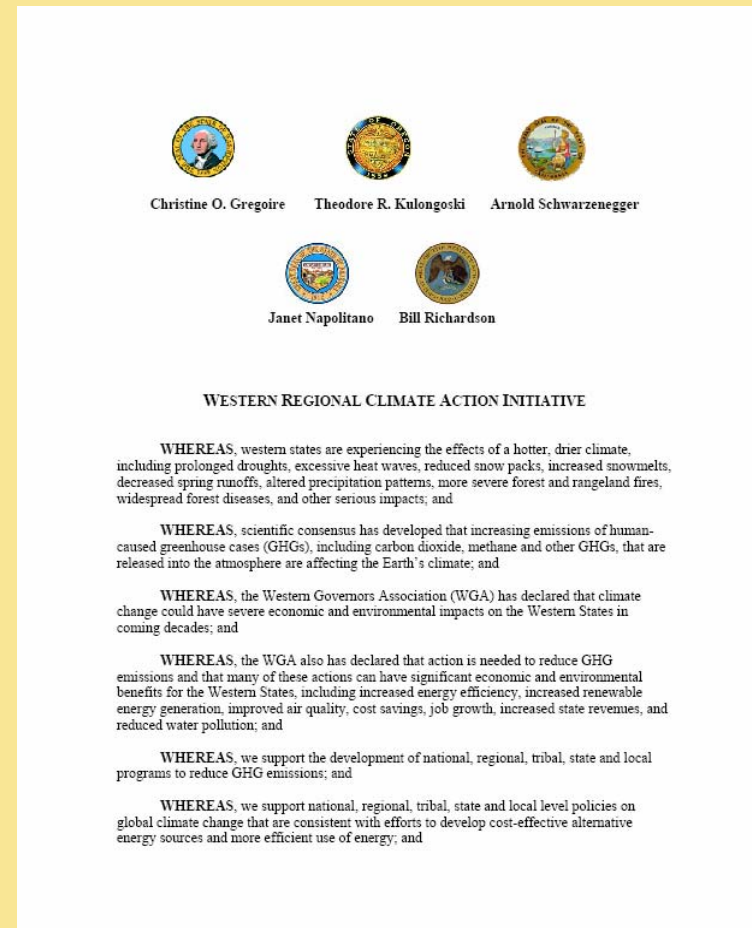 STATE OF OREGON
1859
Christine O. Gregoire Theodore R. Kulongoski Arnold Schwarzenegger
Janet Napolitano Bill Richardson
WESTERN REGIONAL CLIMATE ACTION INITIATIVE
WHEREAS, western states are experiencing the effects of a hotter, drier climate,
including prolonged droughts, excessive heat waves, reduced snow packs, increased snowmelts,
decreased spring runoffs, altered precipitation patterns, more severe forest and rangeland fires,
widespread forest diseases, and other serious impacts; and
WHEREAS, scientific consensus has developed that increasing emissions of human-
caused greenhouse cases (GHGs), including carbon dioxide, methane and other GHGs, that are
released into the atmosphere are affecting the Earth's climate; and
WHEREAS, the Western Governors Association (WGA) has declared that climate
change could have severe economic and environmental impacts on the Western States in
coming decades; and
WHEREAS, the WGA also has declared that action is needed to reduce GHG
emissions and that many of these actions can have significant economic and environmental
benefits for the Western States, including increased energy efficiency, increased renewable
energy generation, improved air quality, cost savings, job growth, increased state revenues, and
reduced water pollution; and
WHEREAS, we support the development of national, regional, tribal, state and local
programs to reduce GHG emissions; and
WHEREAS, we support national, regional, tribal, state and local level policies on
global climate change that are consistent with efforts to develop cost-effective alternative
energy sources and more efficient use of energy; and